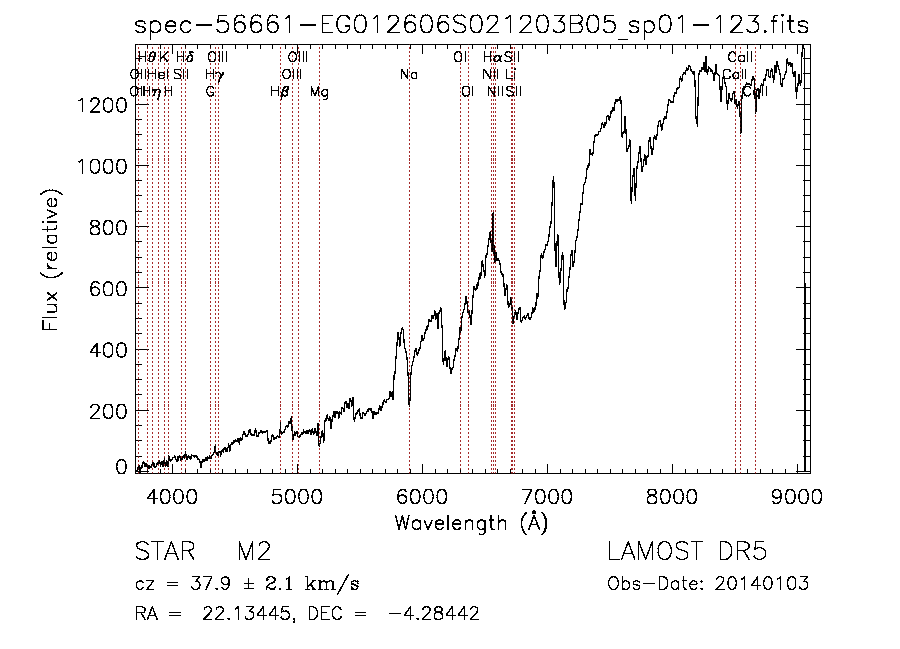 spec-56661-EG012606S021203B05_sp01-123.fits
Hθ K Hδ OIII OIII OI Hα SII CaII
OII HeI SII Hγ OIII Na NII Li CaII
OII Hη H G Hβ Mg OI NII SII CaII
1200
1000
800
600
400
200
0
Flux (relative)
4000 5000 6000 7000 8000 9000
Wavelength (Å)
STAR M2 LAMOST DR5
cz = 37.9 ± 2.1 km/s Obs-Date: 20140103
RA = 22.13445, DEC = -4.28442